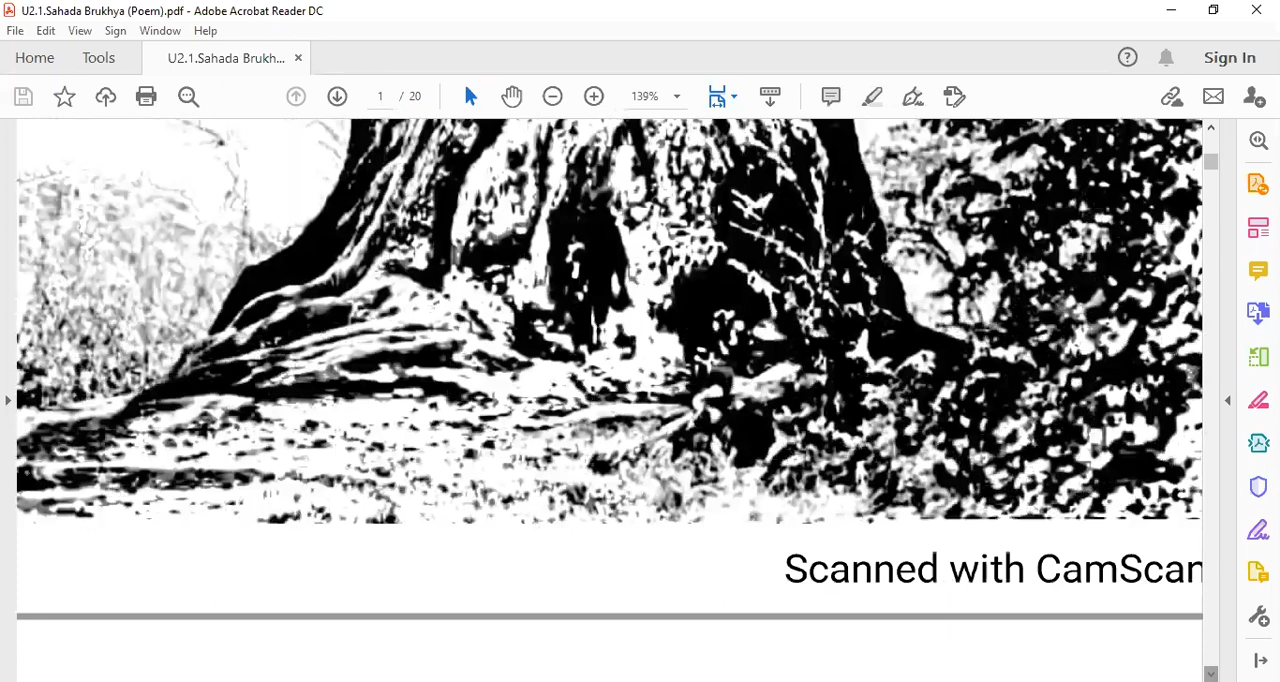 U2.1.Sahada Brukhya (Poem).pdf - Adobe Acrobat Reader DC
File Edit View Sign Window Help
Home Tools U2.1.Sahada Brukh... Sign In
1 / 20 139%
Scanned with CamScan